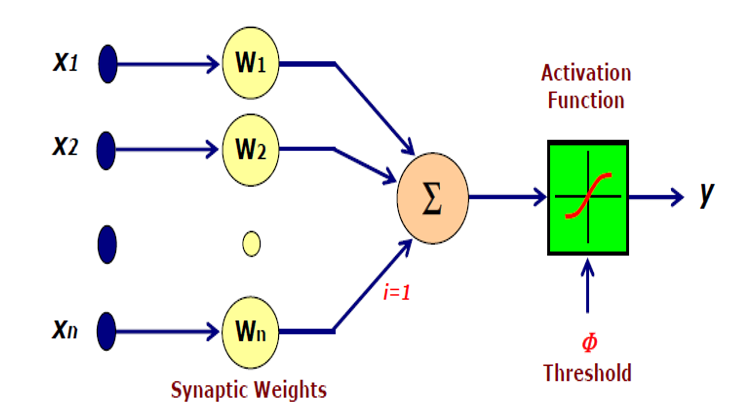 x1
W1
Activation
Function
x2
W2
Σ
y
i=1
xn
Wn
Φ
Threshold
Synaptic Weights